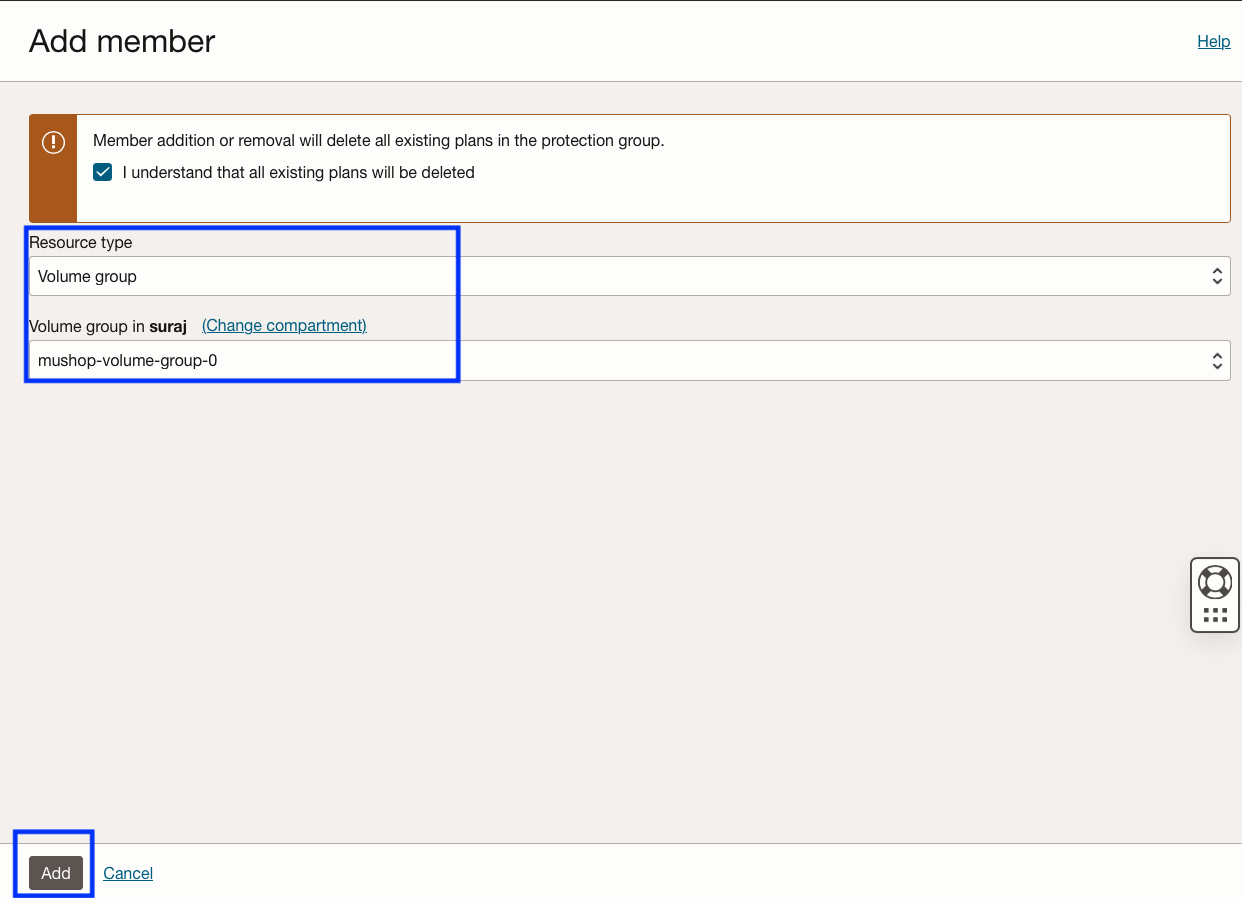 Add member
Help
Member addition or removal will delete all existing plans in the protection group.
I understand that all existing plans will be deleted
Resource type
Volume group
Volume group in suraj (Change compartment)
mushop-volume-group-0
Add Cancel